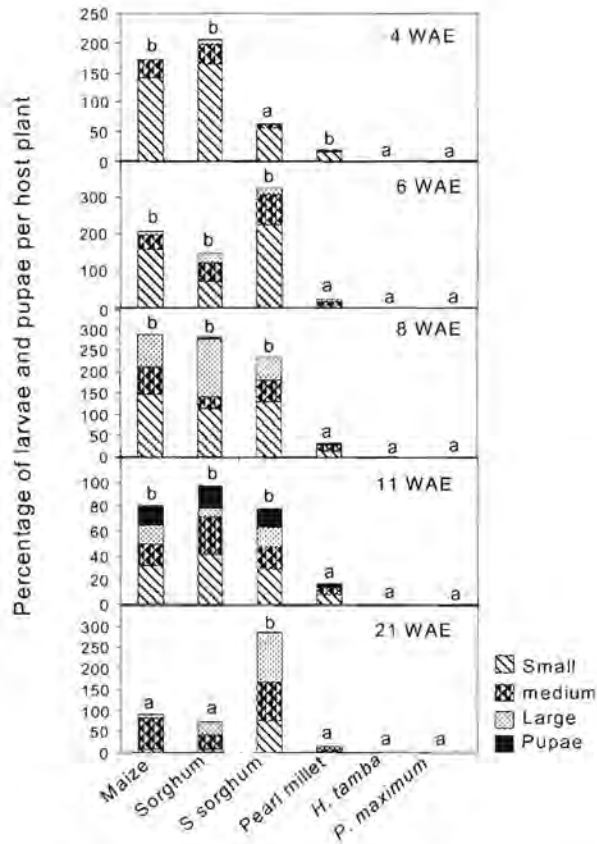 Percentage of larvae and pupae per host plant
250
200
150
100
50
0
4 WAE
b
b
a
b
a
a
300
200
100
0
6 WAE
b
b
b
a
a
a
300
250
200
150
100
50
0
8 WAE
b
b
b
a
a
a
100
80
60
40
20
0
11 WAE
b
b
b
a
a
a
300
250
200
150
100
50
0
21 WAE
a
a
b
a
a
a
Maize
Sorghum
S sorghum
Pearl millet
H. tamba
P. maximum
Small
medium
Large
Pupae